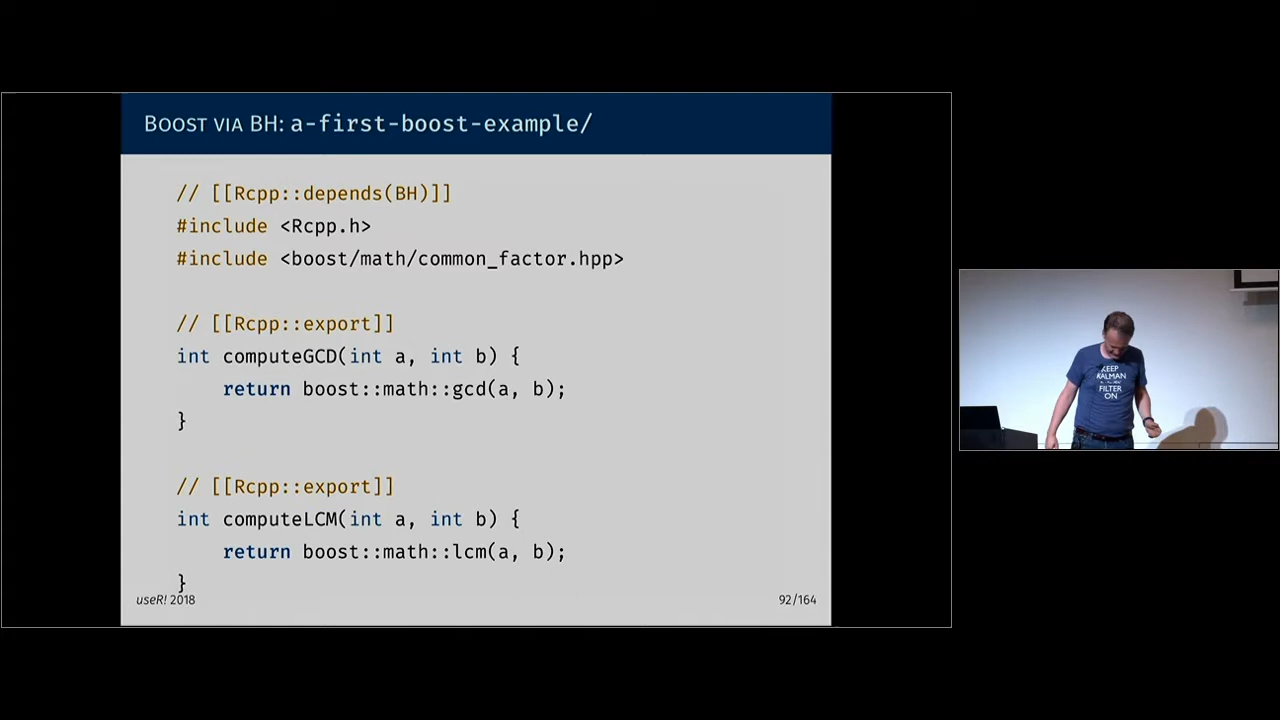 BOOST VIA BH: a-first-boost-example/
// [[Rcpp::depends(BH)]]
#include <Rcpp.h>
#include <boost/math/common_factor.hpp>
// [[Rcpp::export]]
int computeGCD(int a, int b) {
return boost::math::gcd(a, b);
}
// [[Rcpp::export]]
int computeLCM(int a, int b) {
return boost::math::lcm(a, b);
}
useR! 2018
92/164
KEEP
KALMAN
FILTER
ON